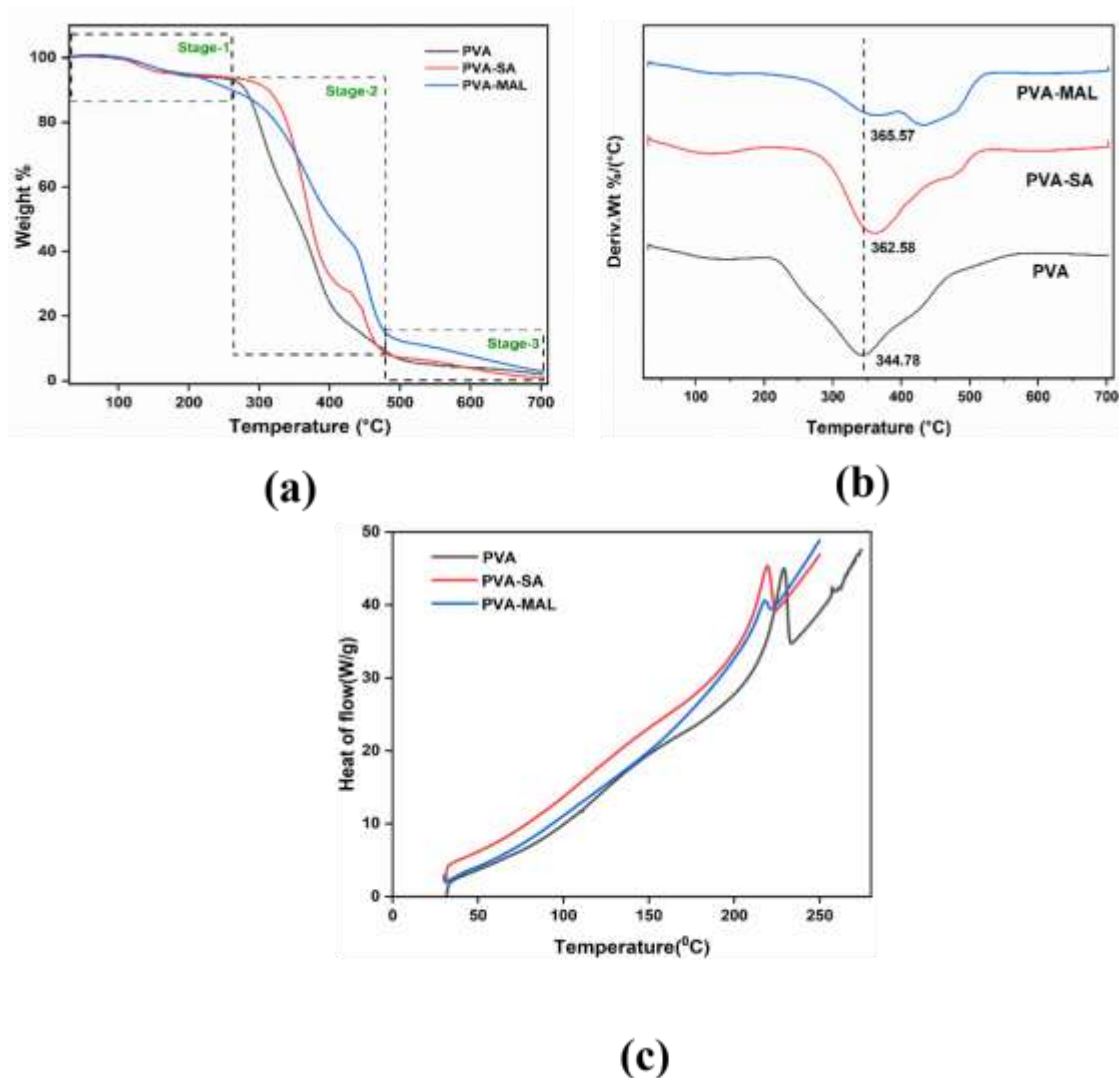 Stage-1
PVA
PVA-SA
PVA-MAL
Stage-2
Stage-3
Weight %
100
80
60
40
20
0
100 200 300 400 500 600 700
Temperature (°C)
(a)
PVA-MAL
365.57
PVA-SA
362.58
PVA
344.78
Deriv.Wt %/(°C)
100 200 300 400 500 600 700
Temperature (°C)
(b)
PVA
PVA-SA
PVA-MAL
Heat of flow(W/g)
50
40
30
20
10
0
0 50 100 150 200 250
Temperature(⁰C)
(c)